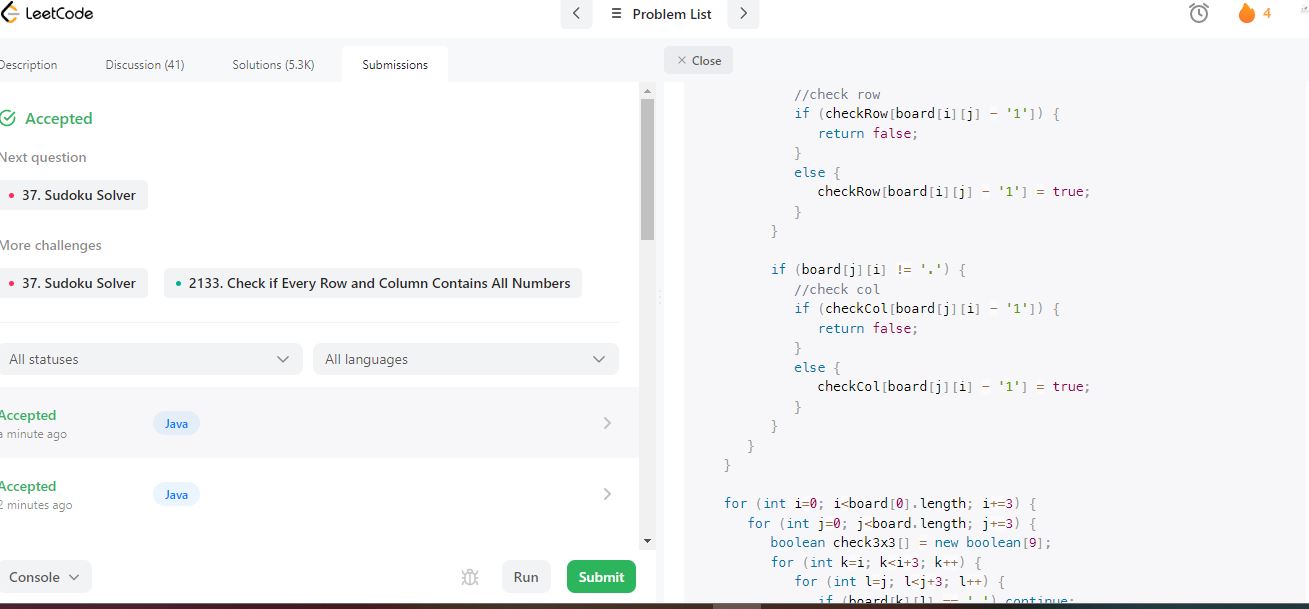 LeetCode
Problem List
4
Description
Discussion (41)
Solutions (5.3K)
Submissions
Close
Accepted
Next question
37. Sudoku Solver
More challenges
37. Sudoku Solver
2133. Check if Every Row and Column Contains All Numbers
All statuses
All languages
Accepted
a minute ago
Java
Accepted
2 minutes ago
Java
Console
Run
Submit
//check row
if (checkRow[board[i][j] - '1']) {
return false;
}
else {
checkRow[board[i][j] - '1'] = true;
}
}
if (board[j][i] != '.') {
//check col
if (checkCol[board[j][i] - '1']) {
return false;
}
else {
checkCol[board[j][i] - '1'] = true;
}
}
}
}
for (int i=0; i<board[0].length; i+=3) {
for (int j=0; j<board.length; j+=3) {
boolean check3x3[] = new boolean[9];
for (int k=i; k<i+3; k++) {
for (int l=j; l<j+3; l++) {
if (board[k][l] == '.') continue;